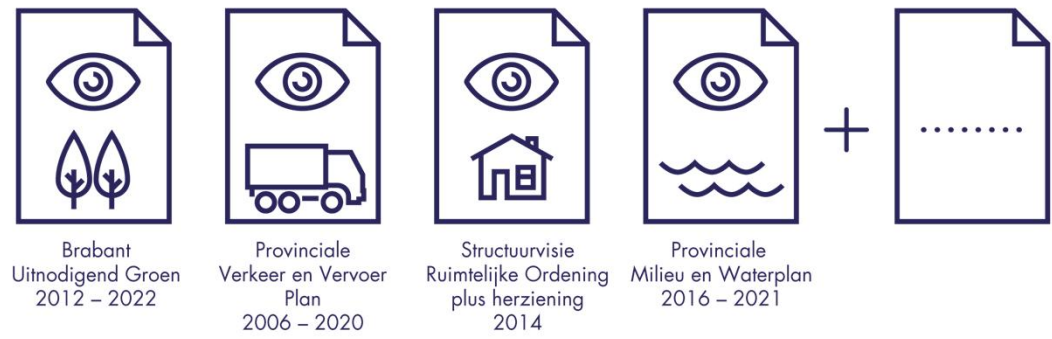 Brabant
Uitnodigend Groen
2012 – 2022
Provinciale
Verkeer en Vervoer
Plan
2006 – 2020
Structuurvisie
Ruimtelijke Ordening
plus herziening
2014
Provinciale
Milieu en Waterplan
2016 – 2021